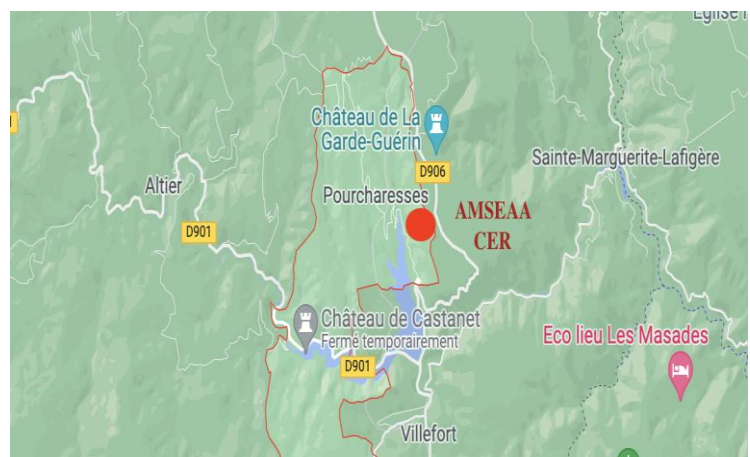 Château de La
Garde-Guérin
D906
Sainte-Marguerite-Lafigère
Altier
Pourcharesses
AMSEAA
CER
D901
Château de Castanet
Fermé temporairement
Eco lieu Les Masades
D901
Villefort